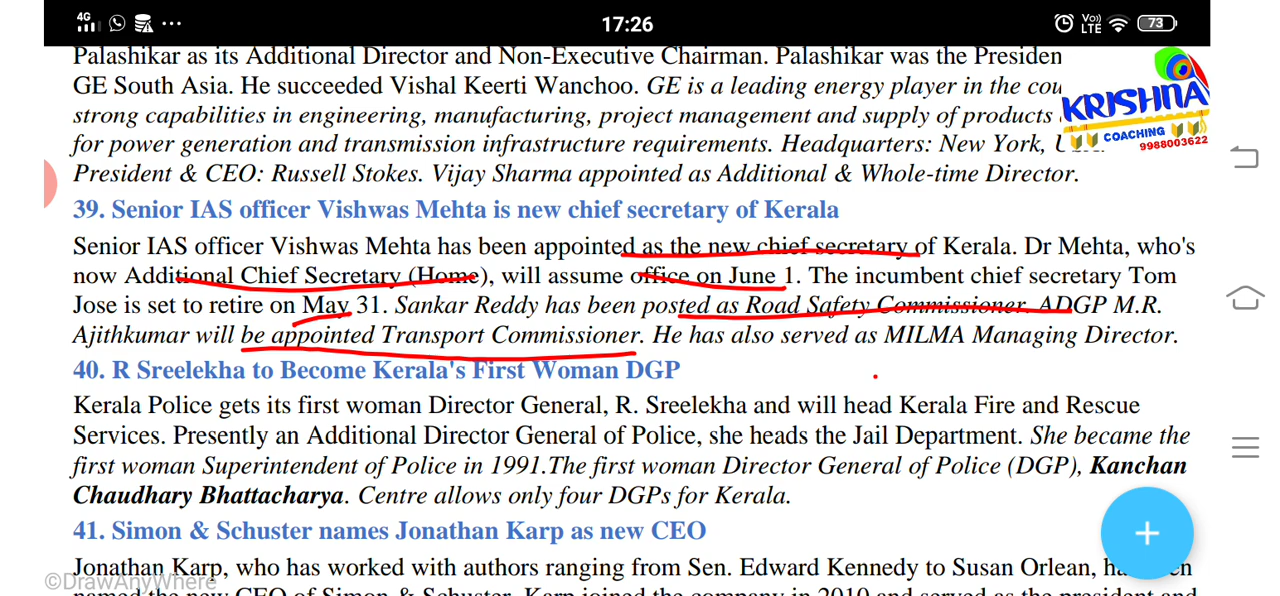 4G
17:26
Vo)) LTE
73
Palashikar as its Additional Director and Non-Executive Chairman. Palashikar was the Presiden
GE South Asia. He succeeded Vishal Keerti Wanchoo. GE is a leading energy player in the cou
strong capabilities in engineering, manufacturing, project management and supply of products
for power generation and transmission infrastructure requirements. Headquarters: New York,
President & CEO: Russell Stokes. Vijay Sharma appointed as Additional & Whole-time Director.
KRISHNA
COACHING
9988003622
39. Senior IAS officer Vishwas Mehta is new chief secretary of Kerala
Senior IAS officer Vishwas Mehta has been appointed as the new chief secretary of Kerala. Dr Mehta, who's
now Additional Chief Secretary (Home), will assume office on June 1. The incumbent chief secretary Tom
Jose is set to retire on May 31. Sankar Reddy has been posted as Road Safety Commissioner. ADGP M.R.
Ajithkumar will be appointed Transport Commissioner. He has also served as MILMA Managing Director.
40. R Sreelekha to Become Kerala's First Woman DGP
Kerala Police gets its first woman Director General, R. Sreelekha and will head Kerala Fire and Rescue
Services. Presently an Additional Director General of Police, she heads the Jail Department. She became the
first woman Superintendent of Police in 1991.The first woman Director General of Police (DGP), Kanchan
Chaudhary Bhattacharya. Centre allows only four DGPs for Kerala.
41. Simon & Schuster names Jonathan Karp as new CEO
Jonathan Karp, who has worked with authors ranging from Sen. Edward Kennedy to Susan Orlean,
©DrawAnyWhere